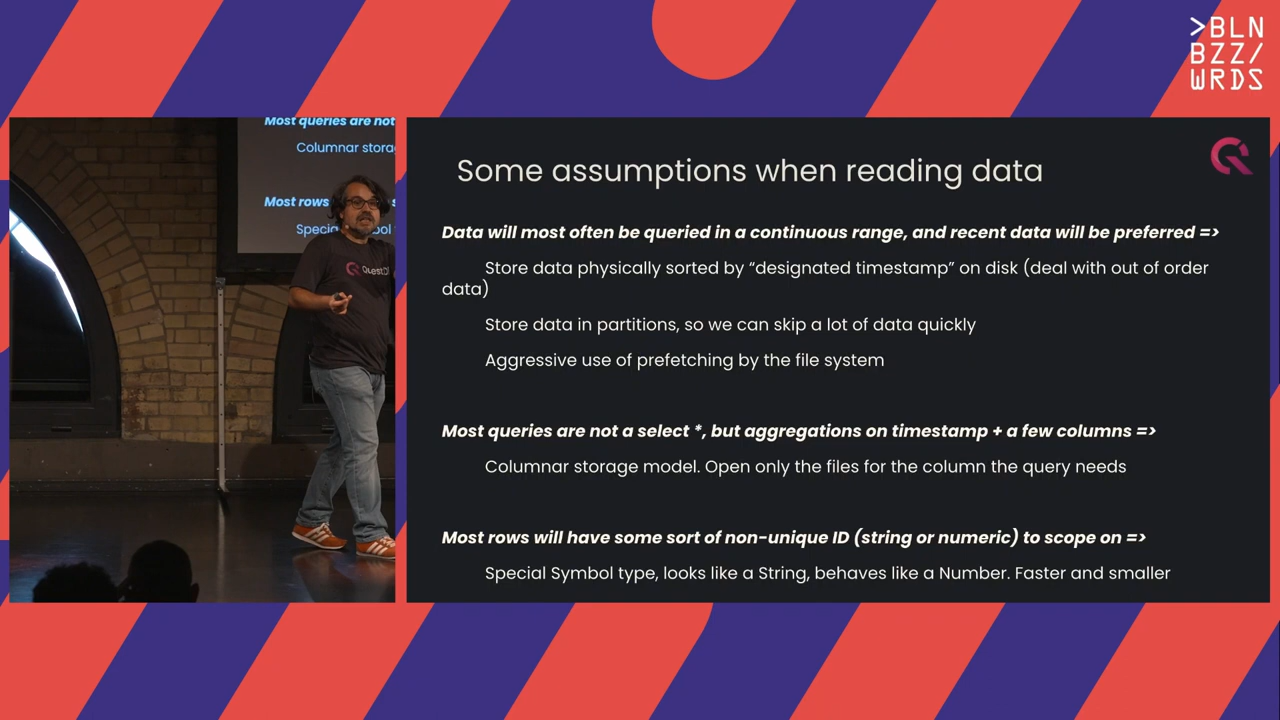 >BLN
BZZ/
WRDS
Most queries are not
Columnar storag
Most rows
QuestD
Some assumptions when reading data
Data will most often be queried in a continuous range, and recent data will be preferred =>
Store data physically sorted by “designated timestamp” on disk (deal with out of order
data)
Store data in partitions, so we can skip a lot of data quickly
Aggressive use of prefetching by the file system
Most queries are not a select *, but aggregations on timestamp + a few columns =>
Columnar storage model. Open only the files for the column the query needs
Most rows will have some sort of non-unique ID (string or numeric) to scope on =>
Special Symbol type, looks like a String, behaves like a Number. Faster and smaller